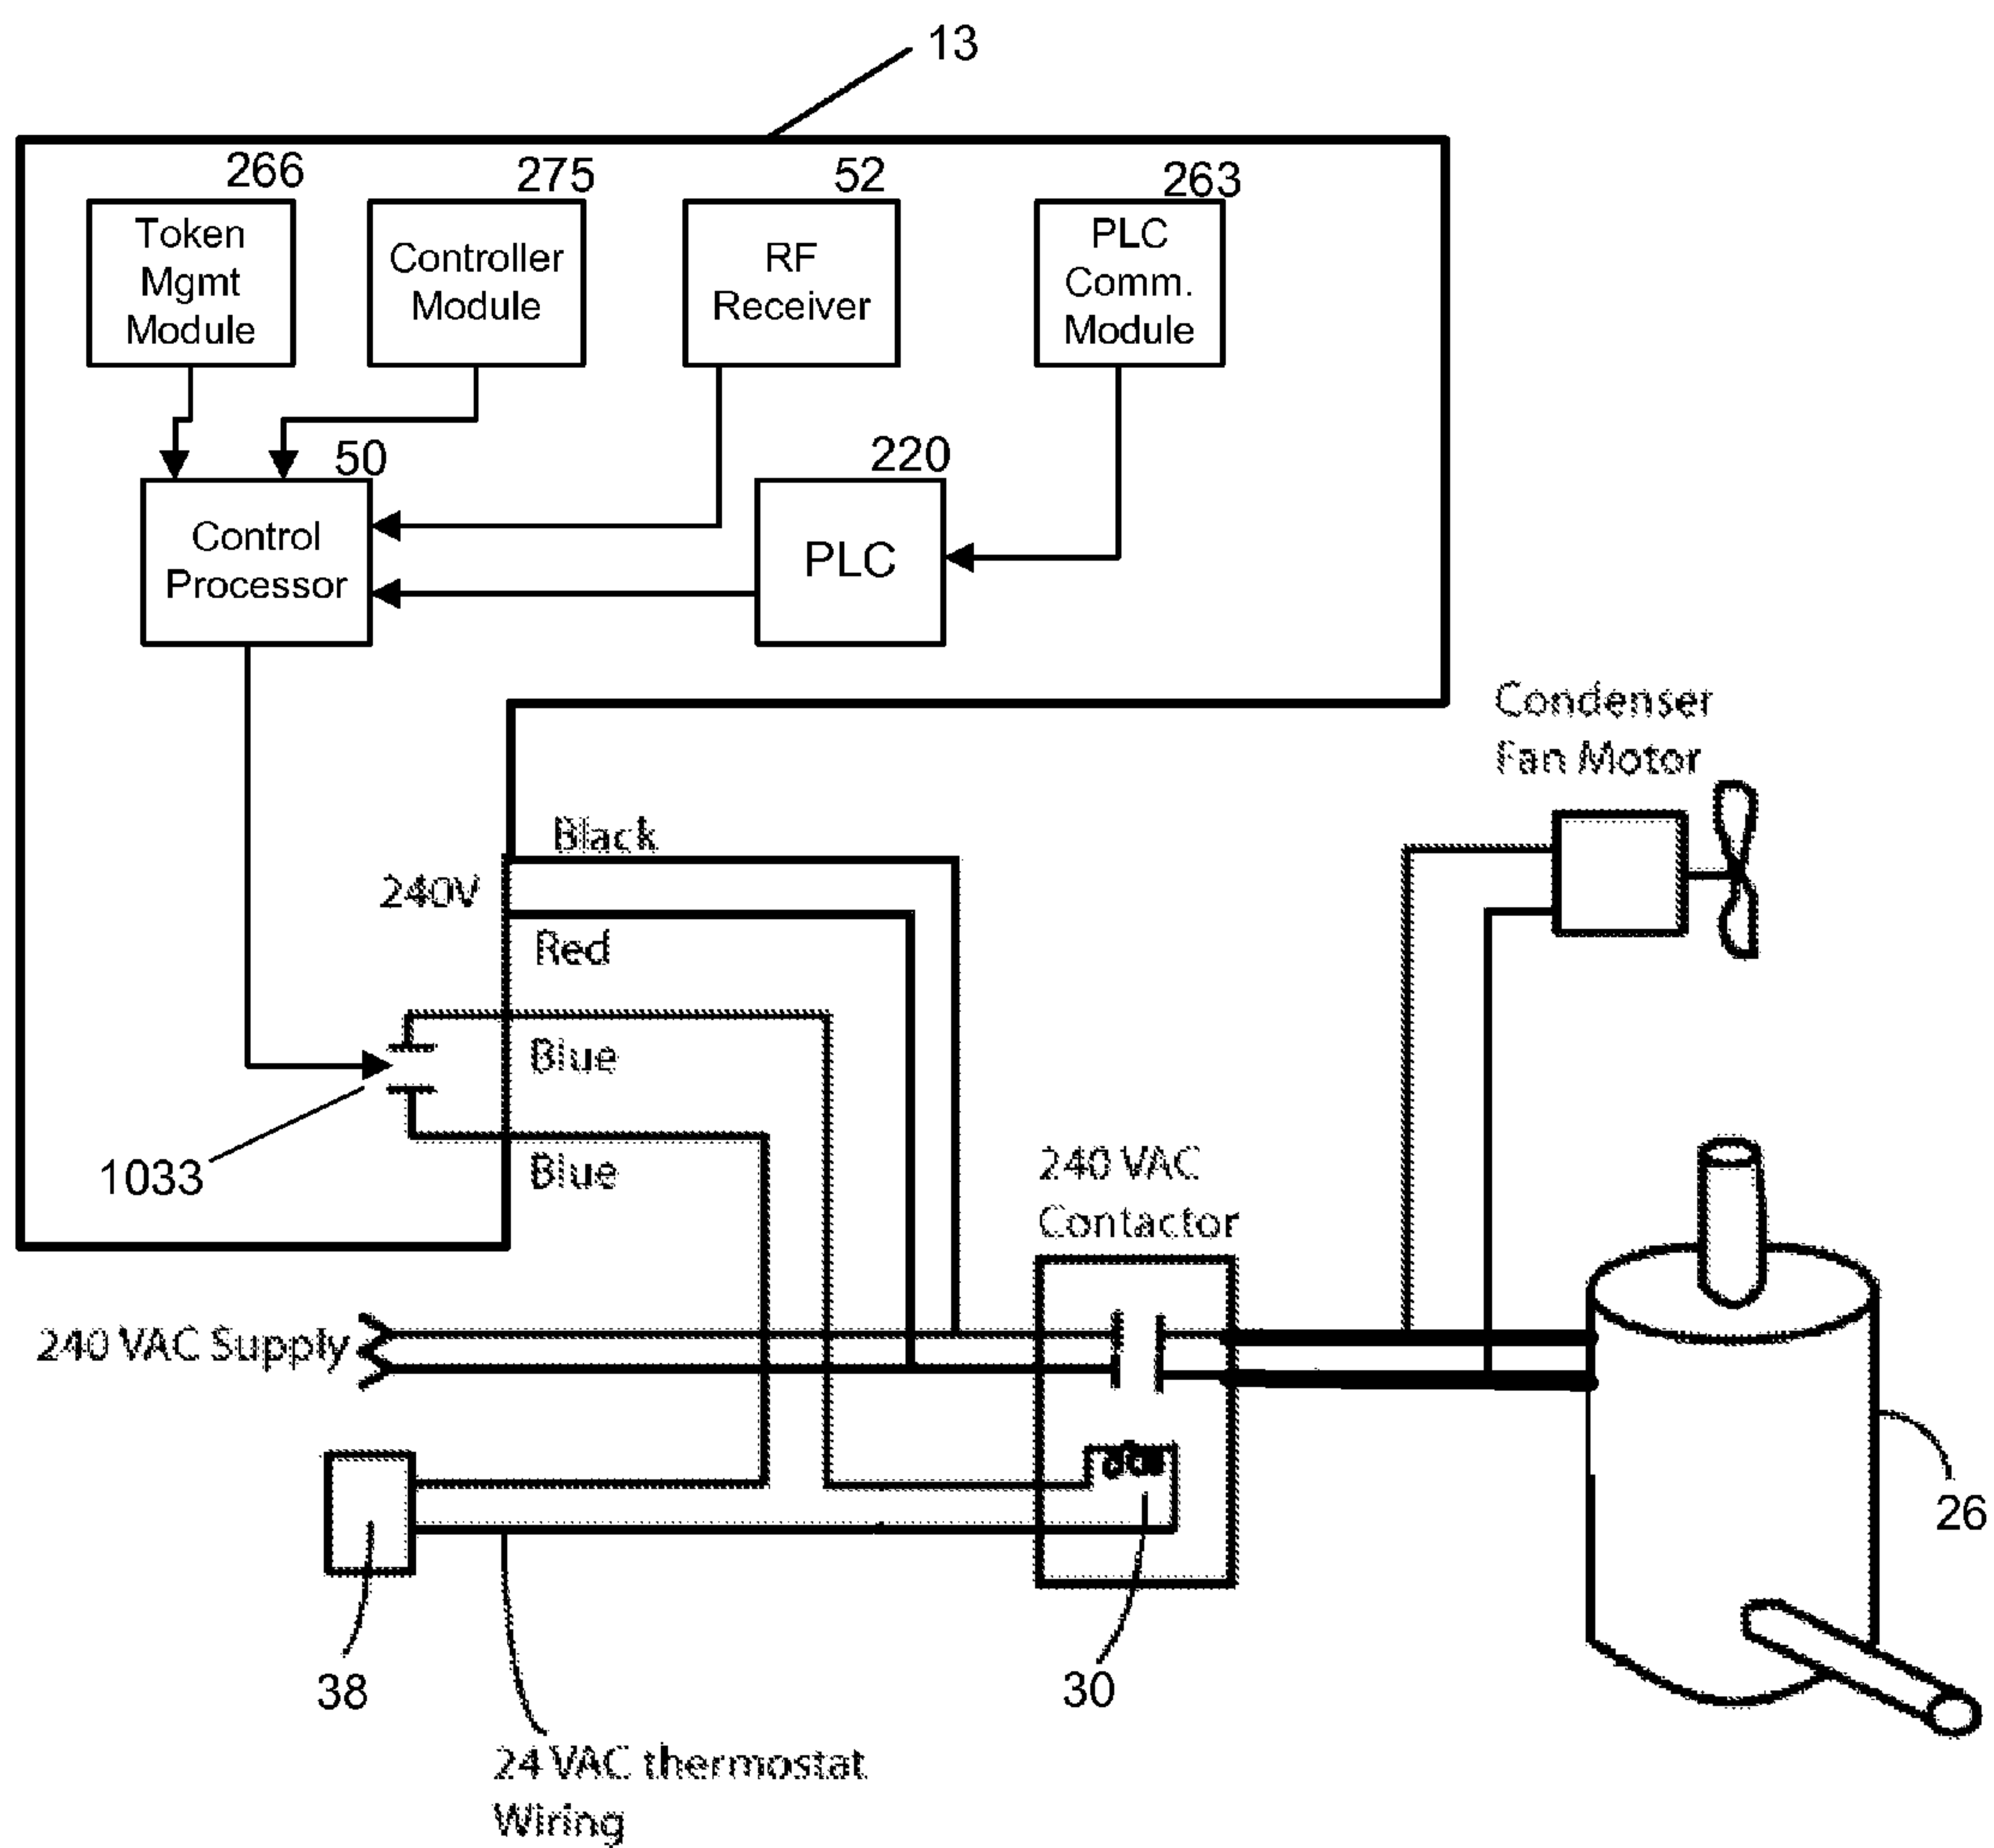 13
266
275
52
263
Token
Mgmt
Module
Controller
Module
RF
Receiver
PLC
Comm.
Module
50
220
Control
Processor
PLC
Condenser
Fan Motor
Black
240V
Red
Blue
1033
Blue
240 VAC
Contactor
240 VAC Supply
26
38
30
24 VAC thermostat
Wiring